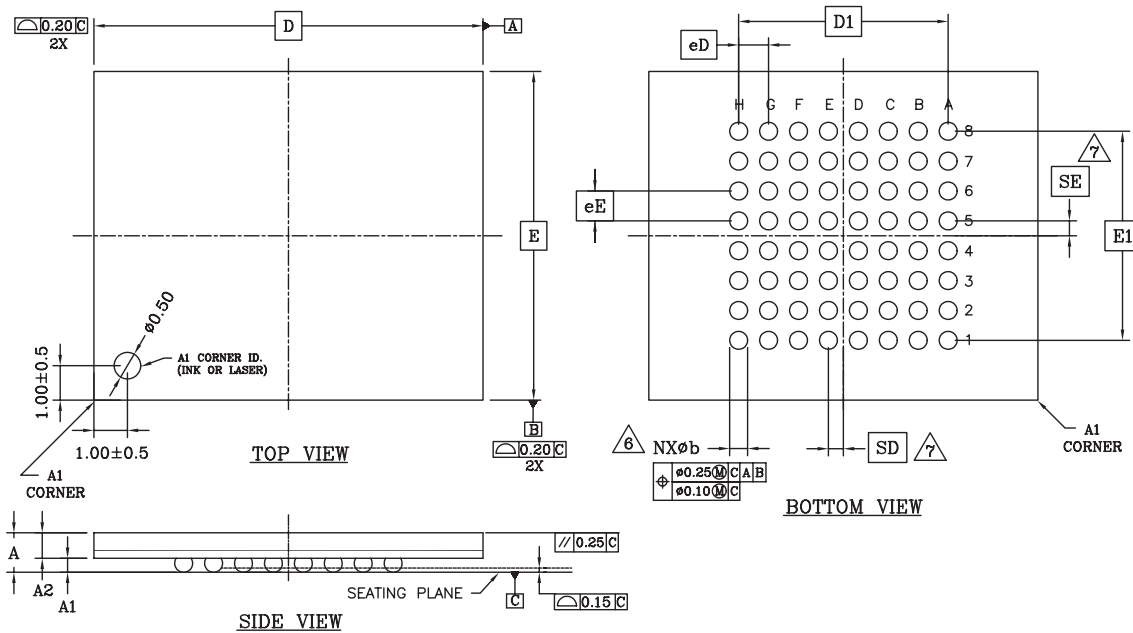 ⌓ 0.20 C
2X
D
A
E
ø0.50
A1 CORNER ID.
(INK OR LASER)
1.00±0.5
1.00±0.5
B
⌓ 0.20 C
2X
TOP VIEW
A1
CORNER
D1
eD
H G F E D C B A
8
7
6
5
4
3
2
1
7
SE
eE
E1
6 NXøb
⌖ ø0.25Ⓜ C A B
ø0.10Ⓜ C
SD 7
A1
CORNER
BOTTOM VIEW
A
A2
A1
// 0.25 C
SEATING PLANE
C
⌓ 0.15 C
SIDE VIEW